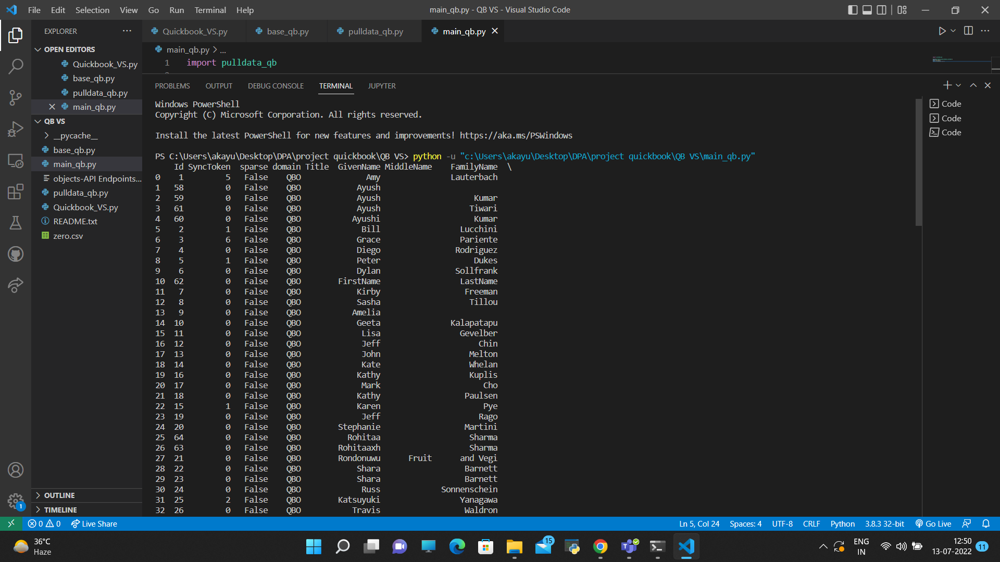 File Edit Selection View Go Run Terminal Help
main_qb.py - QB VS - Visual Studio Code
EXPLORER
OPEN EDITORS
Quickbook_VS.py
base_qb.py
pulldata_qb.py
main_qb.py
QB VS
__pycache__
base_qb.py
main_qb.py
objects-API Endpoints...
pulldata_qb.py
Quickbook_VS.py
README.txt
zero.csv
OUTLINE
TIMELINE
Quickbook_VS.py base_qb.py pulldata_qb.py main_qb.py
main_qb.py > ...
1 import pulldata_qb
PROBLEMS OUTPUT DEBUG CONSOLE TERMINAL JUPYTER
Windows PowerShell
Copyright (C) Microsoft Corporation. All rights reserved.
Install the latest PowerShell for new features and improvements! https://aka.ms/PSWindows
PS C:\Users\akayu\Desktop\DPA\project quickbook\QB VS> python -u "c:\Users\akayu\Desktop\DPA\project quickbook\QB VS\main_qb.py"
Id SyncToken sparse domain Title GivenName MiddleName FamilyName \
0 1 5 False QBO Amy Lauterbach
1 58 0 False QBO Ayush
2 59 0 False QBO Ayush Kumar
3 61 0 False QBO Ayush Tiwari
4 60 0 False QBO Ayushi Kumar
5 2 1 False QBO Bill Lucchini
6 3 6 False QBO Grace Pariente
7 4 0 False QBO Diego Rodriguez
8 5 1 False QBO Peter Dukes
9 6 0 False QBO Dylan Sollfrank
10 62 0 False QBO FirstName LastName
11 7 0 False QBO Kirby Freeman
12 8 0 False QBO Sasha Tillou
13 9 0 False QBO Amelia
14 10 0 False QBO Geeta Kalapatapu
15 11 0 False QBO Lisa Gevelber
16 12 0 False QBO Jeff Chin
17 13 0 False QBO John Melton
18 14 0 False QBO Kate Whelan
19 16 0 False QBO Kathy Kuplis
20 17 0 False QBO Mark Cho
21 18 0 False QBO Kathy Paulsen
22 15 1 False QBO Karen Pye
23 19 0 False QBO Jeff Rago
24 20 0 False QBO Stephanie Martini
25 64 0 False QBO Rohitaa Sharma
26 63 0 False QBO Rohitaaxh Sharma
27 21 0 False QBO Rondonuwu Fruit and Vegi
28 22 0 False QBO Shara Barnett
29 23 0 False QBO Shara Barnett
30 24 0 False QBO Russ Sonnenschein
31 25 2 False QBO Katsuyuki Yanagawa
32 26 0 False QBO Travis Waldron
Code
Code
Code
1
0 0 Live Share
Ln 5, Col 24 Spaces: 4 UTF-8 CRLF Python 3.8.3 32-bit Go Live
36°C
Haze
15
ENG
IN
12:50
13-07-2022
11